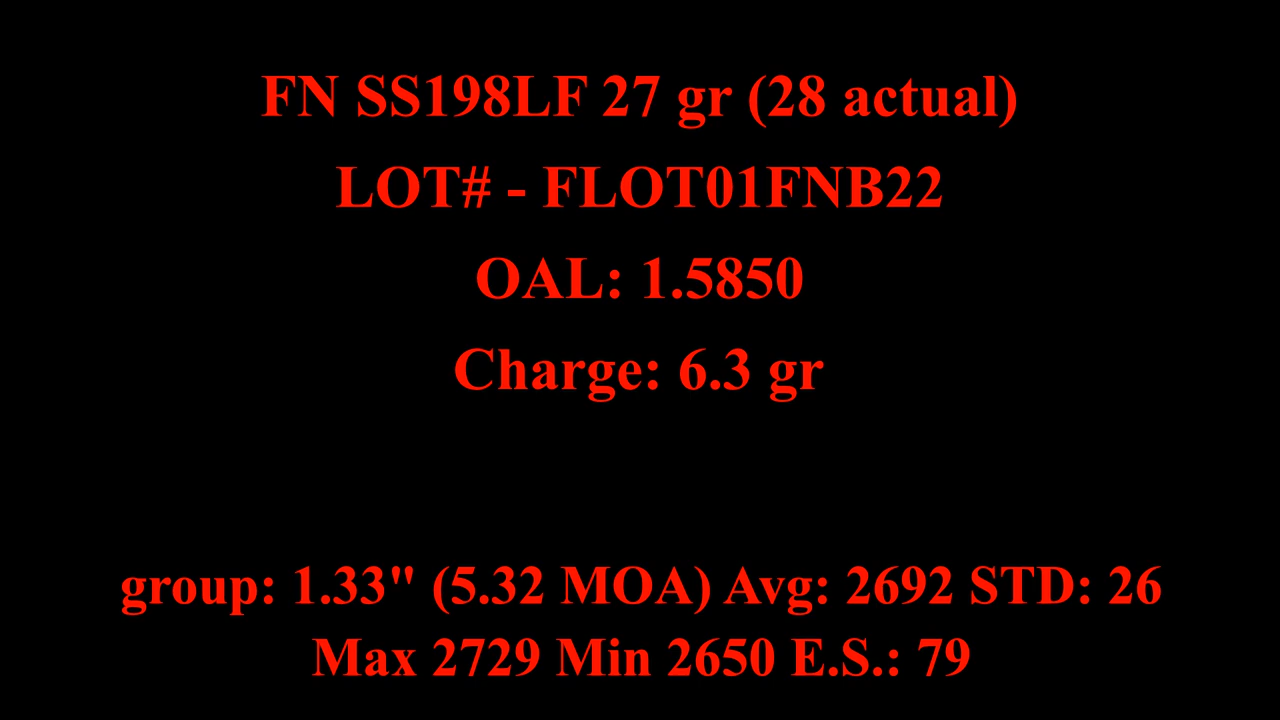 FN SS198LF 27 gr (28 actual)
LOT# - FLOT01FNB22
OAL: 1.5850
Charge: 6.3 gr
group: 1.33" (5.32 MOA) Avg: 2692 STD: 26
Max 2729 Min 2650 E.S.: 79